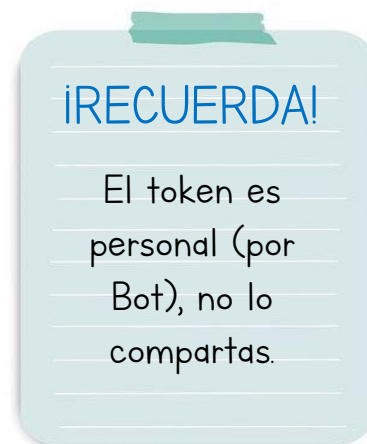 ¡RECUERDA!
El token es
personal (por
Bot), no lo
compartas.